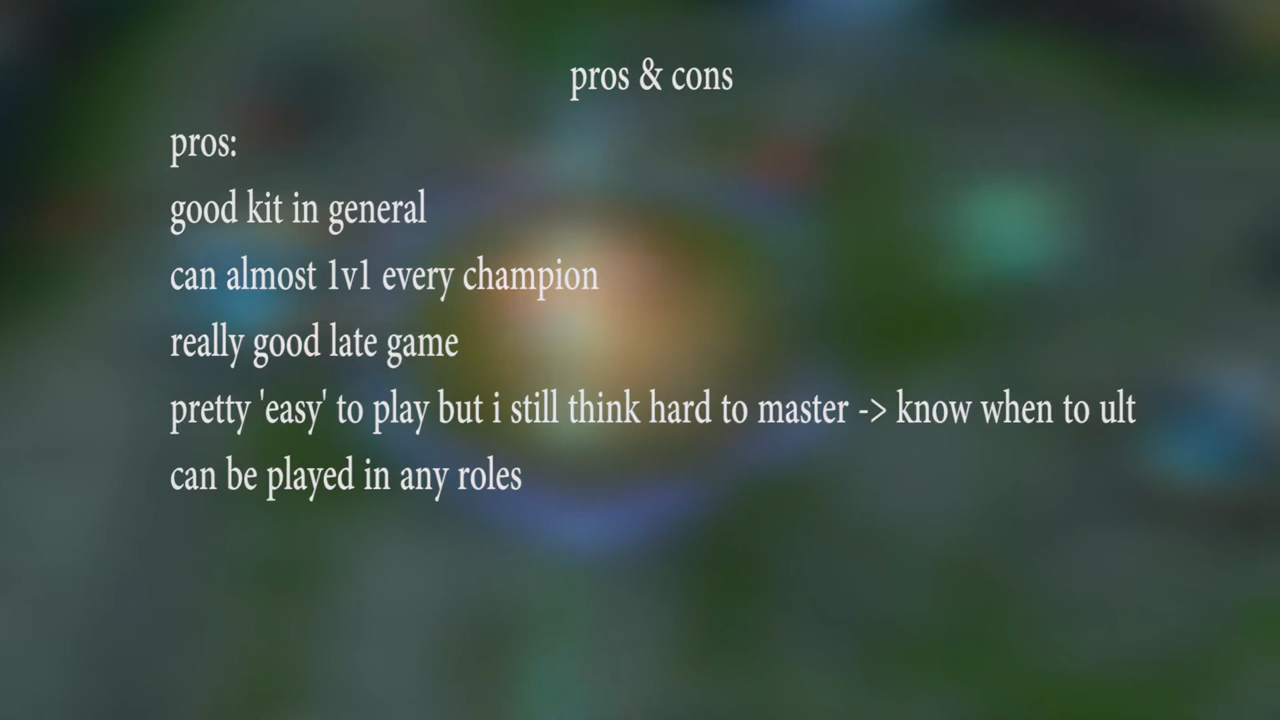 pros & cons
pros:
good kit in general
can almost 1v1 every champion
really good late game
pretty 'easy' to play but i still think hard to master -> know when to ult
can be played in any roles